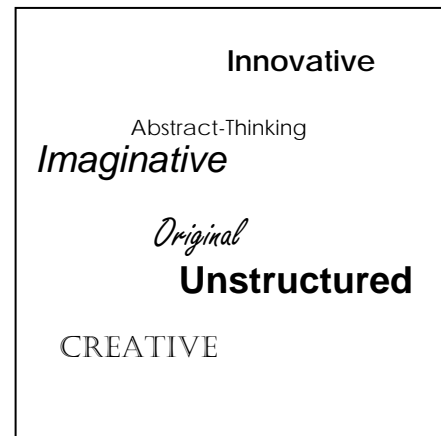 Innovative
Abstract-Thinking
Imaginative
Original
Unstructured
CREATIVE